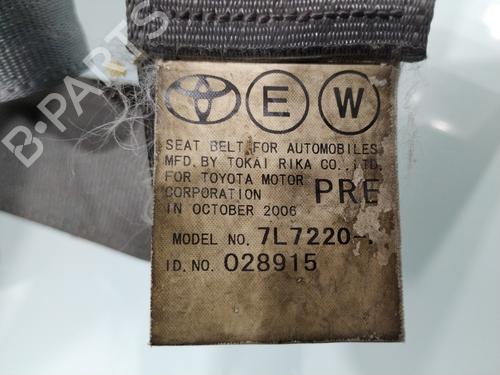 E W
SEAT BELT FOR AUTOMOBILES
MFD. BY TOKAI RIKA CO., LTD.
FOR TOYOTA MOTOR
CORPORATION PRE
IN OCTOBER 2006
MODEL NO. 7L7220-
I D. NO. 028915
B-PARTS